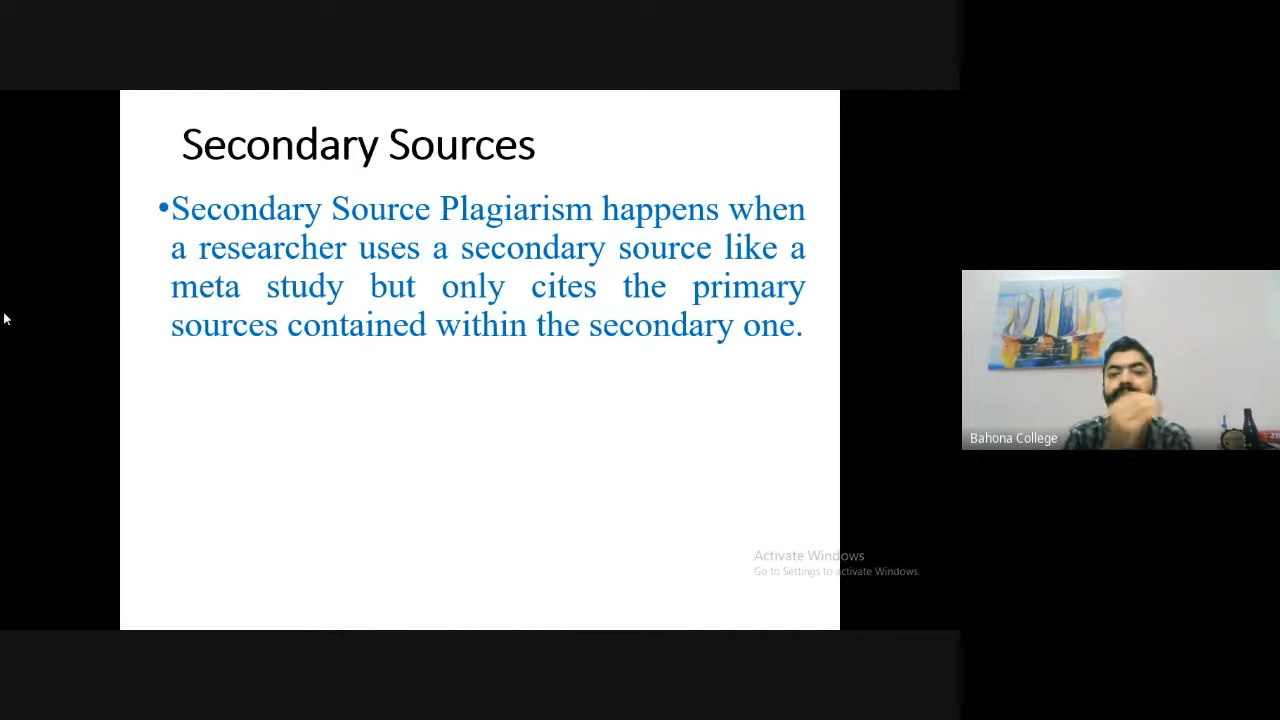 Secondary Sources
•Secondary Source Plagiarism happens when
a researcher uses a secondary source like a
meta study but only cites the primary
sources contained within the secondary one.
Bahona College
Activate Windows
Go to Settings to activate Windows.